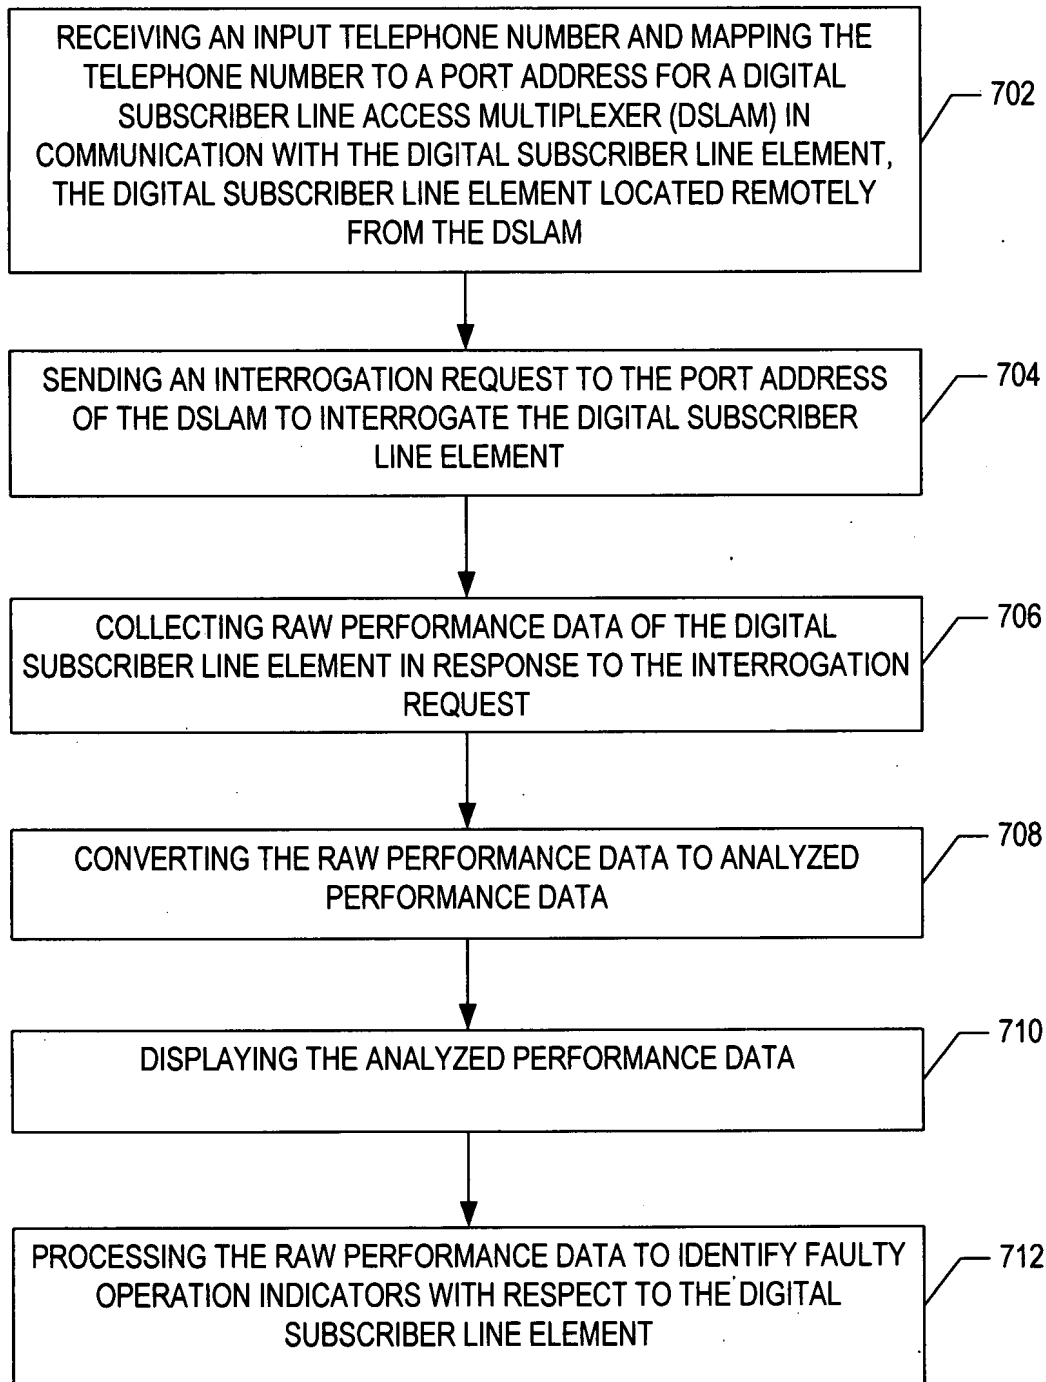 RECEIVING AN INPUT TELEPHONE NUMBER AND MAPPING THE
TELEPHONE NUMBER TO A PORT ADDRESS FOR A DIGITAL
SUBSCRIBER LINE ACCESS MULTIPLEXER (DSLAM) IN
COMMUNICATION WITH THE DIGITAL SUBSCRIBER LINE ELEMENT,
THE DIGITAL SUBSCRIBER LINE ELEMENT LOCATED REMOTELY
FROM THE DSLAM
702
SENDING AN INTERROGATION REQUEST TO THE PORT ADDRESS
OF THE DSLAM TO INTERROGATE THE DIGITAL SUBSCRIBER
LINE ELEMENT
704
COLLECTING RAW PERFORMANCE DATA OF THE DIGITAL
SUBSCRIBER LINE ELEMENT IN RESPONSE TO THE INTERROGATION
REQUEST
706
CONVERTING THE RAW PERFORMANCE DATA TO ANALYZED
PERFORMANCE DATA
708
DISPLAYING THE ANALYZED PERFORMANCE DATA
710
PROCESSING THE RAW PERFORMANCE DATA TO IDENTIFY FAULTY
OPERATION INDICATORS WITH RESPECT TO THE DIGITAL
SUBSCRIBER LINE ELEMENT
712